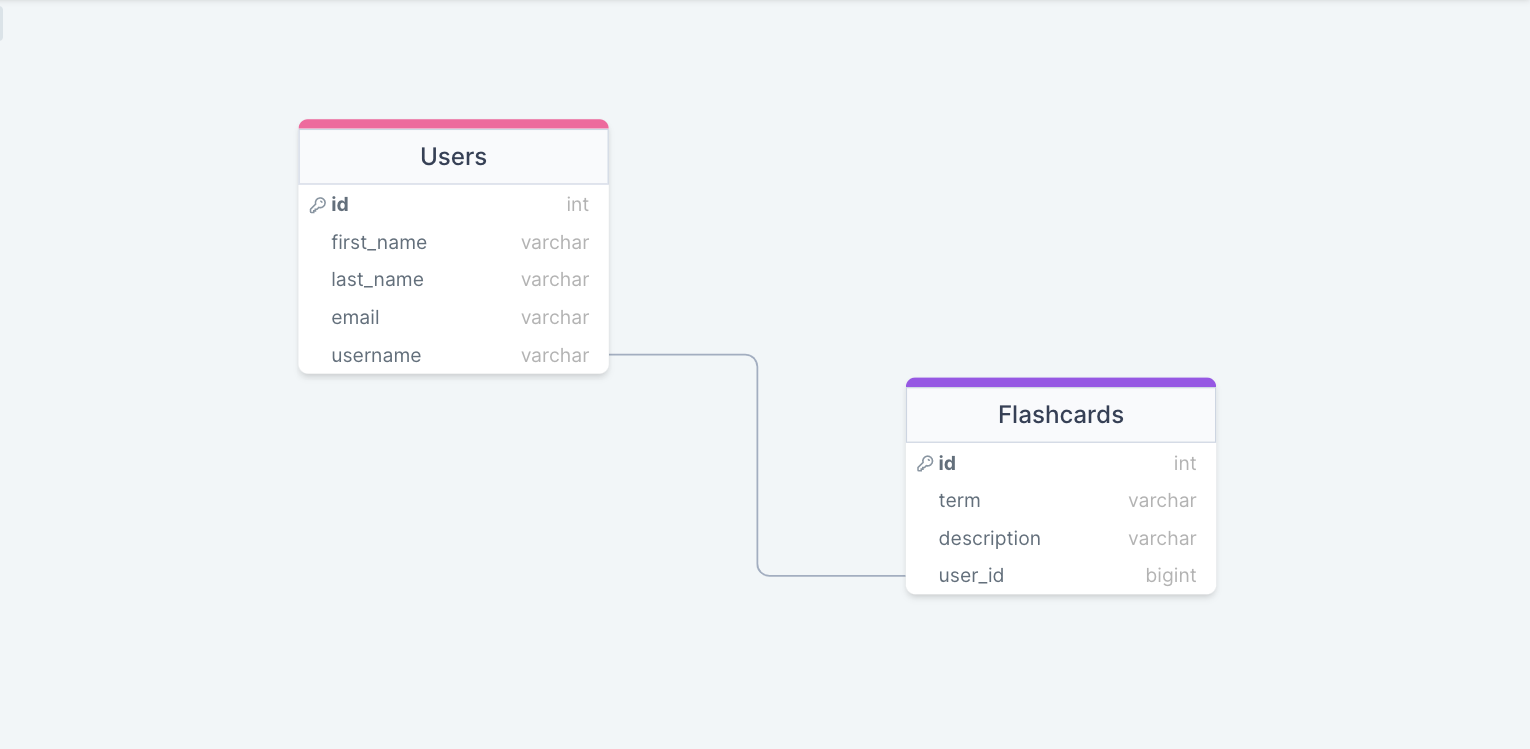 Users
id int
first_name varchar
last_name varchar
email varchar
username varchar
Flashcards
id int
term varchar
description varchar
user_id bigint